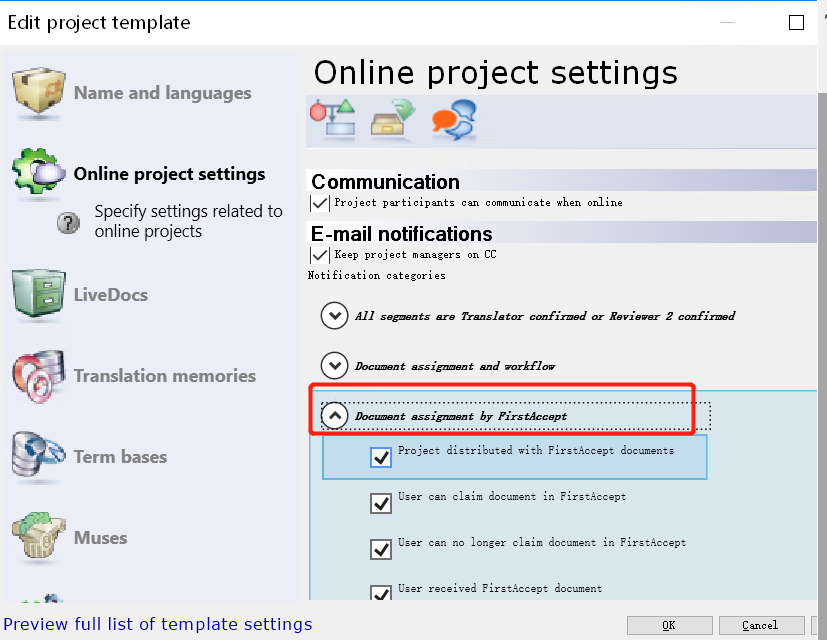 Edit project template
Name and languages
Online project settings
Specify settings related to
online projects
LiveDocs
Translation memories
Term bases
Muses
Preview full list of template settings
Online project settings
Communication
Project participants can communicate when online
E-mail notifications
Keep project managers on CC
Notification categories
All segments are Translator confirmed or Reviewer 2 confirmed
Document assignment and workflow
Document assignment by FirstAccept
Project distributed with FirstAccept documents
User can claim document in FirstAccept
User can no longer claim document in FirstAccept
User received FirstAccept document
OK
Cancel